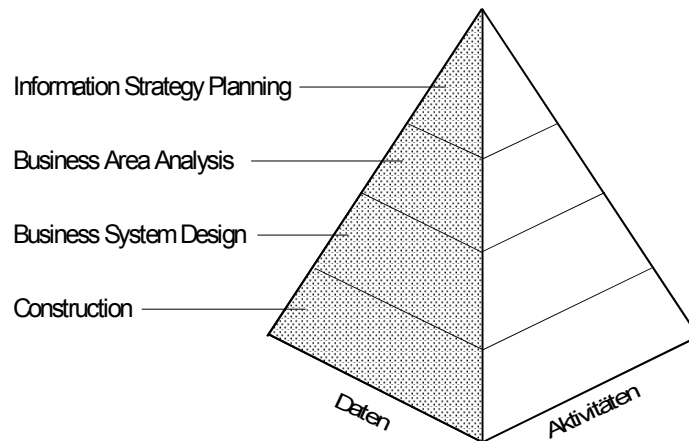 Information Strategy Planning
Business Area Analysis
Business System Design
Construction
Daten
Aktivitäten